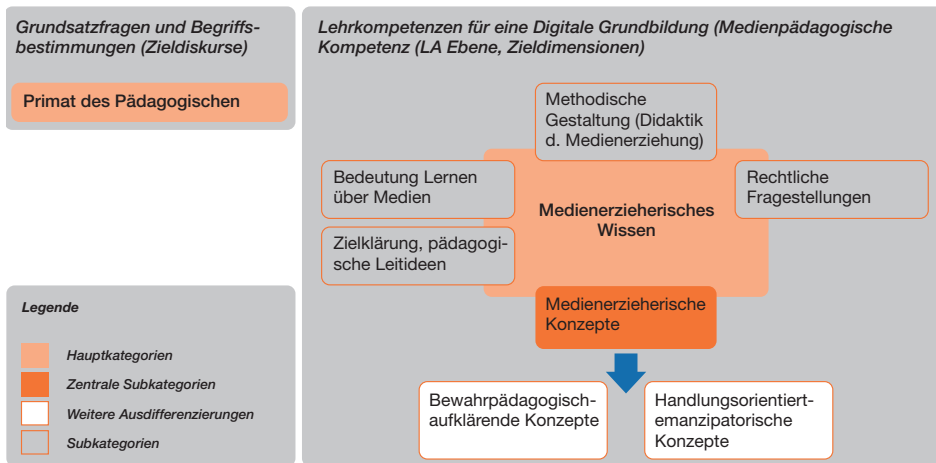 Grundsatzfragen und Begriffs-
bestimmungen (Zieldiskurse)
Primat des Pädagogischen
Legende
Hauptkategorien
Zentrale Subkategorien
Weitere Ausdifferenzierungen
Subkategorien
Lehrkompetenzen für eine Digitale Grundbildung (Medienpädagogische
Kompetenz (LA Ebene, Zieldimensionen)
Methodische
Gestaltung (Didaktik
d. Medienerziehung)
Bedeutung Lernen
über Medien
Rechtliche
Fragestellungen
Medienerzieherisches
Wissen
Zielklärung, pädagogi-
sche Leitideen
Medienerzieherische
Konzepte
Bewahrpädagogisch-
aufklärende Konzepte
Handlungsorientiert-
emanzipatorische
Konzepte